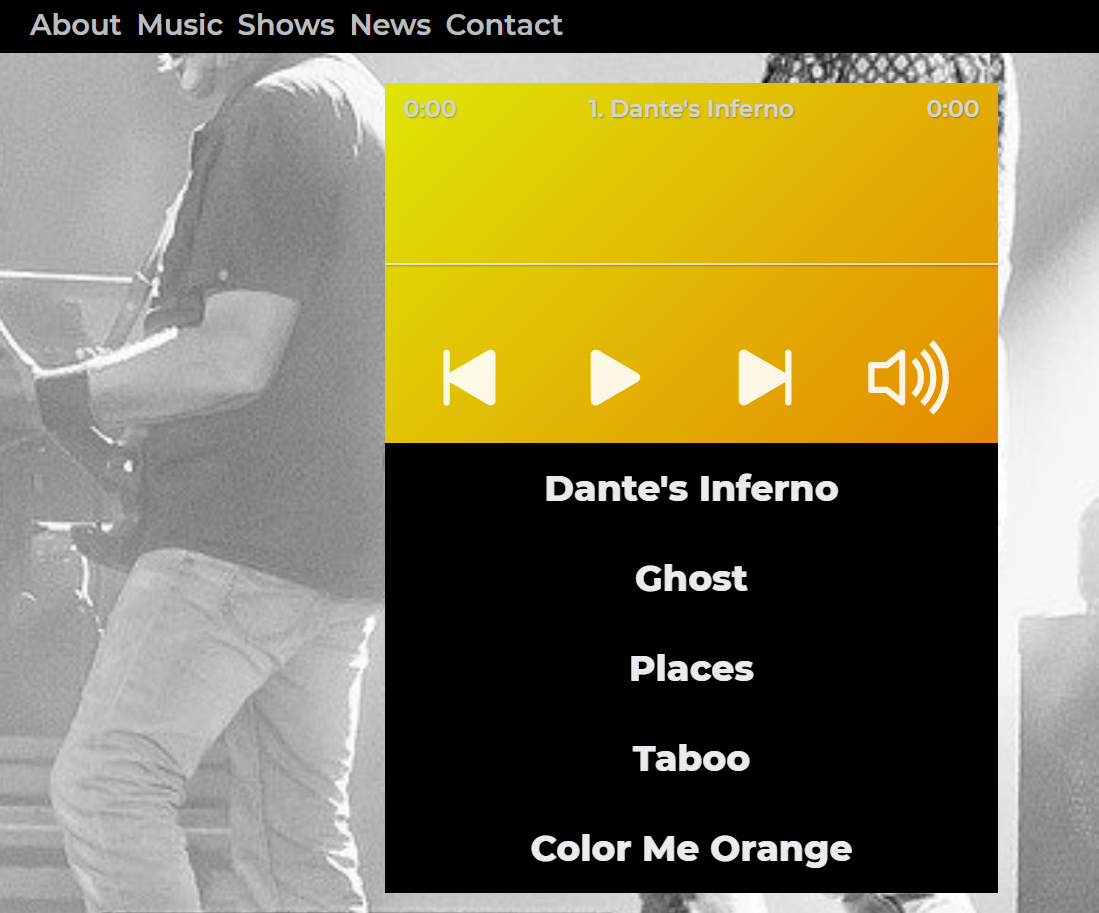 About Music Shows News Contact
0:00 1. Dante's Inferno 0:00
Dante's Inferno
Ghost
Places
Taboo
Color Me Orange